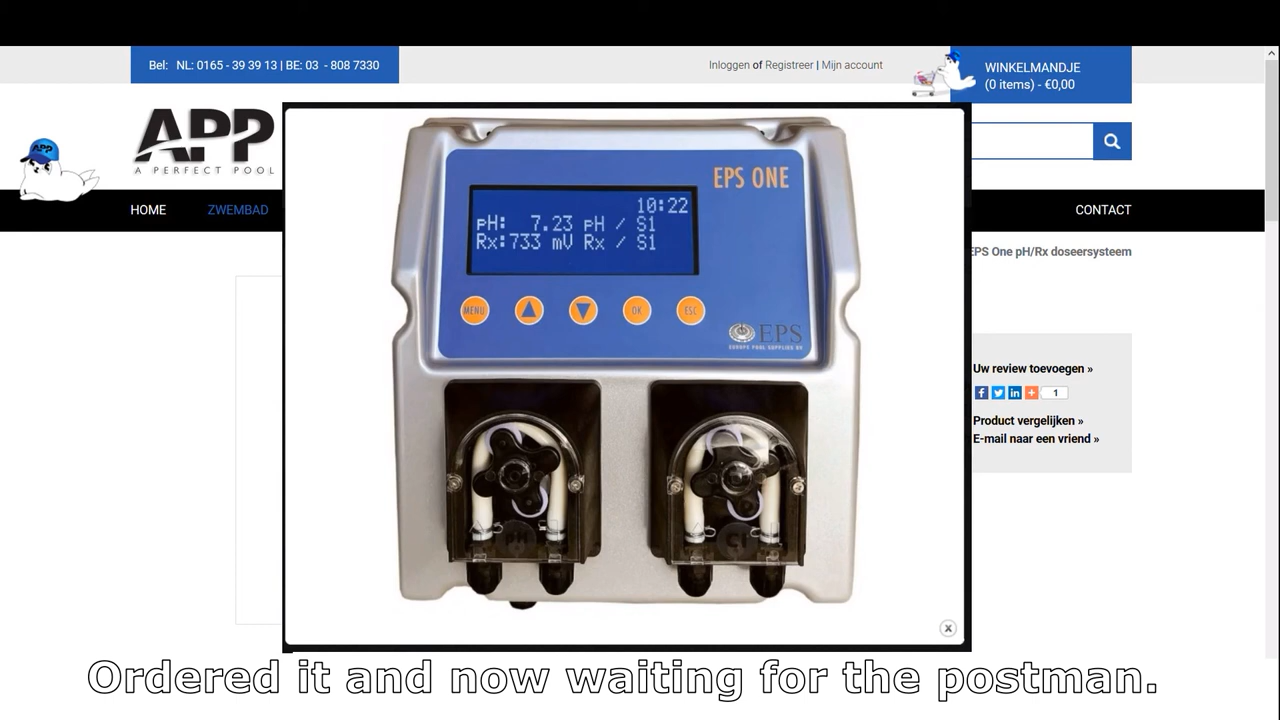 Bel: NL: 0165 - 39 39 13 | BE: 03 - 808 7330
Inloggen of Registreer | Mijn account
WINKELMANDJE
(0 items) - €0,00
APP
A PERFECT POOL
HOME ZWEMBAD
CONTACT
EPS One pH/Rx doseersysteem
EPS ONE
10:22
pH: 7.23 pH / S1
Rx:733 mV Rx / S1
MENU OK ESC
EPS
EUROPE POOL SUPPLIES BV
Uw review toevoegen »
1
Product vergelijken »
E-mail naar een vriend »
pH
Cl
Ordered it and now waiting for the postman.